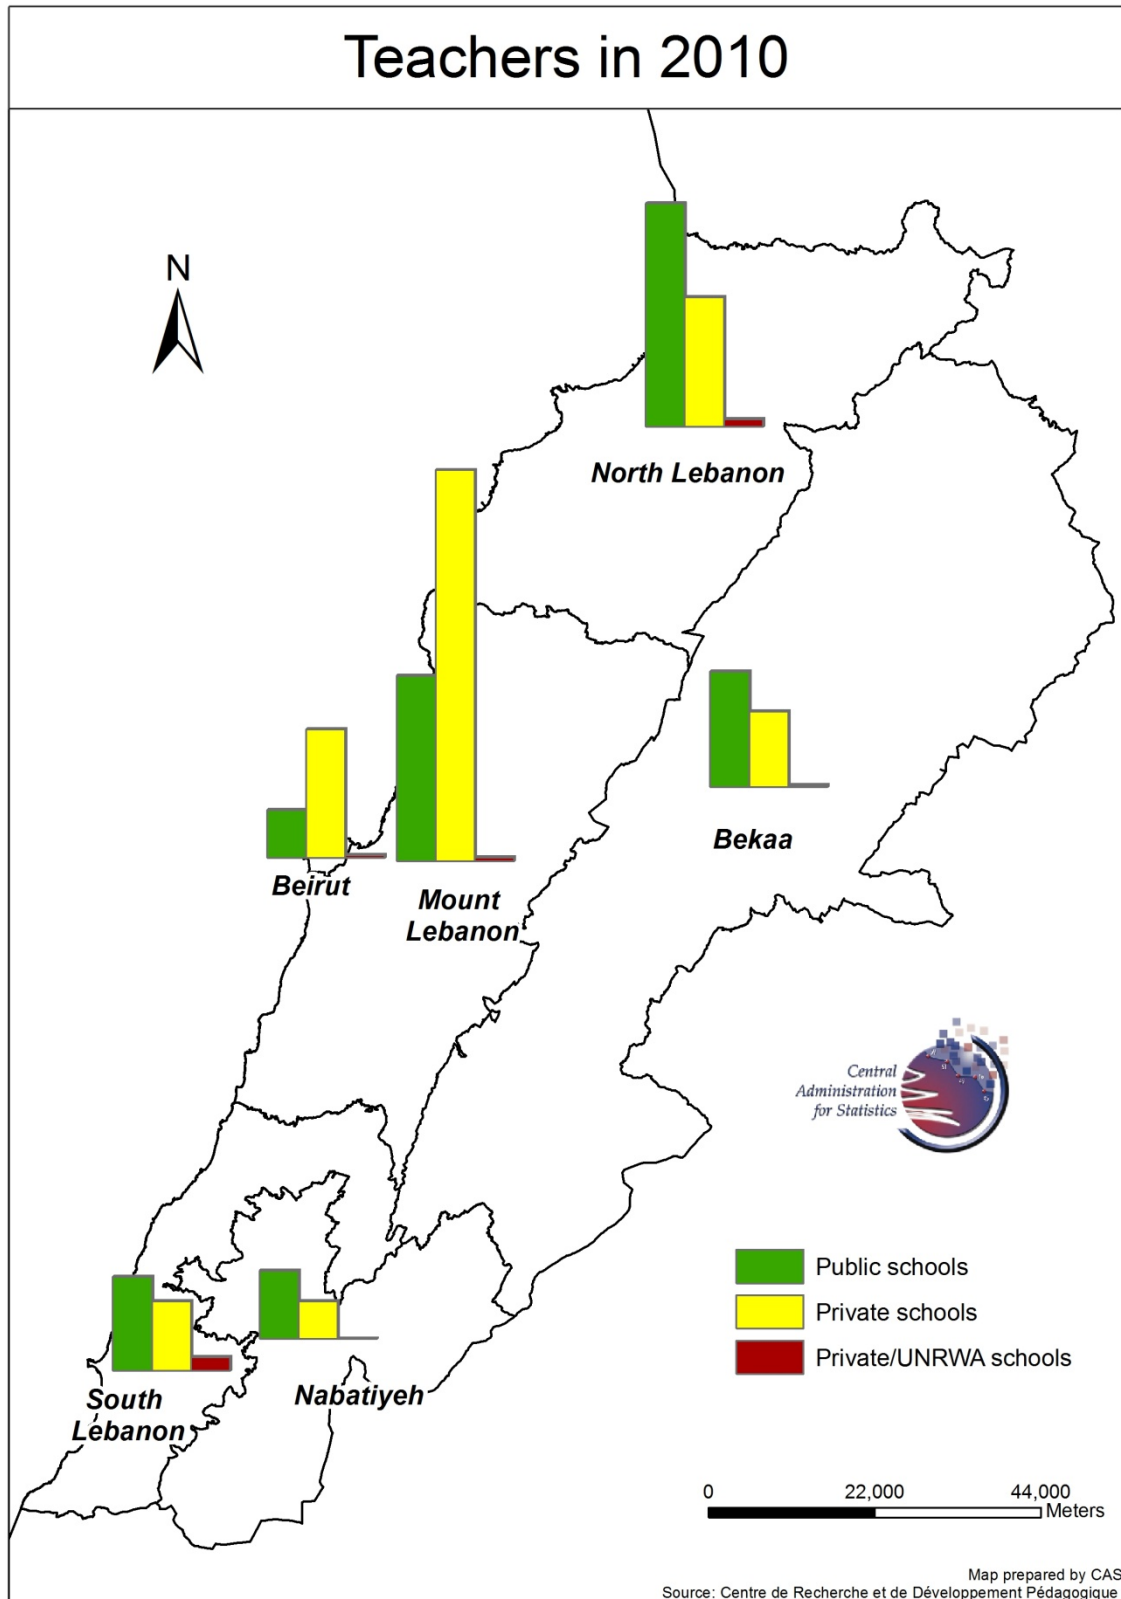 Teachers in 2010
N
North Lebanon
Bekaa
Beirut
Mount
Lebanon
Central
Administration
for Statistics
Public schools
Private schools
Private/UNRWA schools
South
Lebanon
Nabatiyeh
0 22,000 44,000
Meters
Map prepared by CAS
Source: Centre de Recherche et de Développement Pédagogique